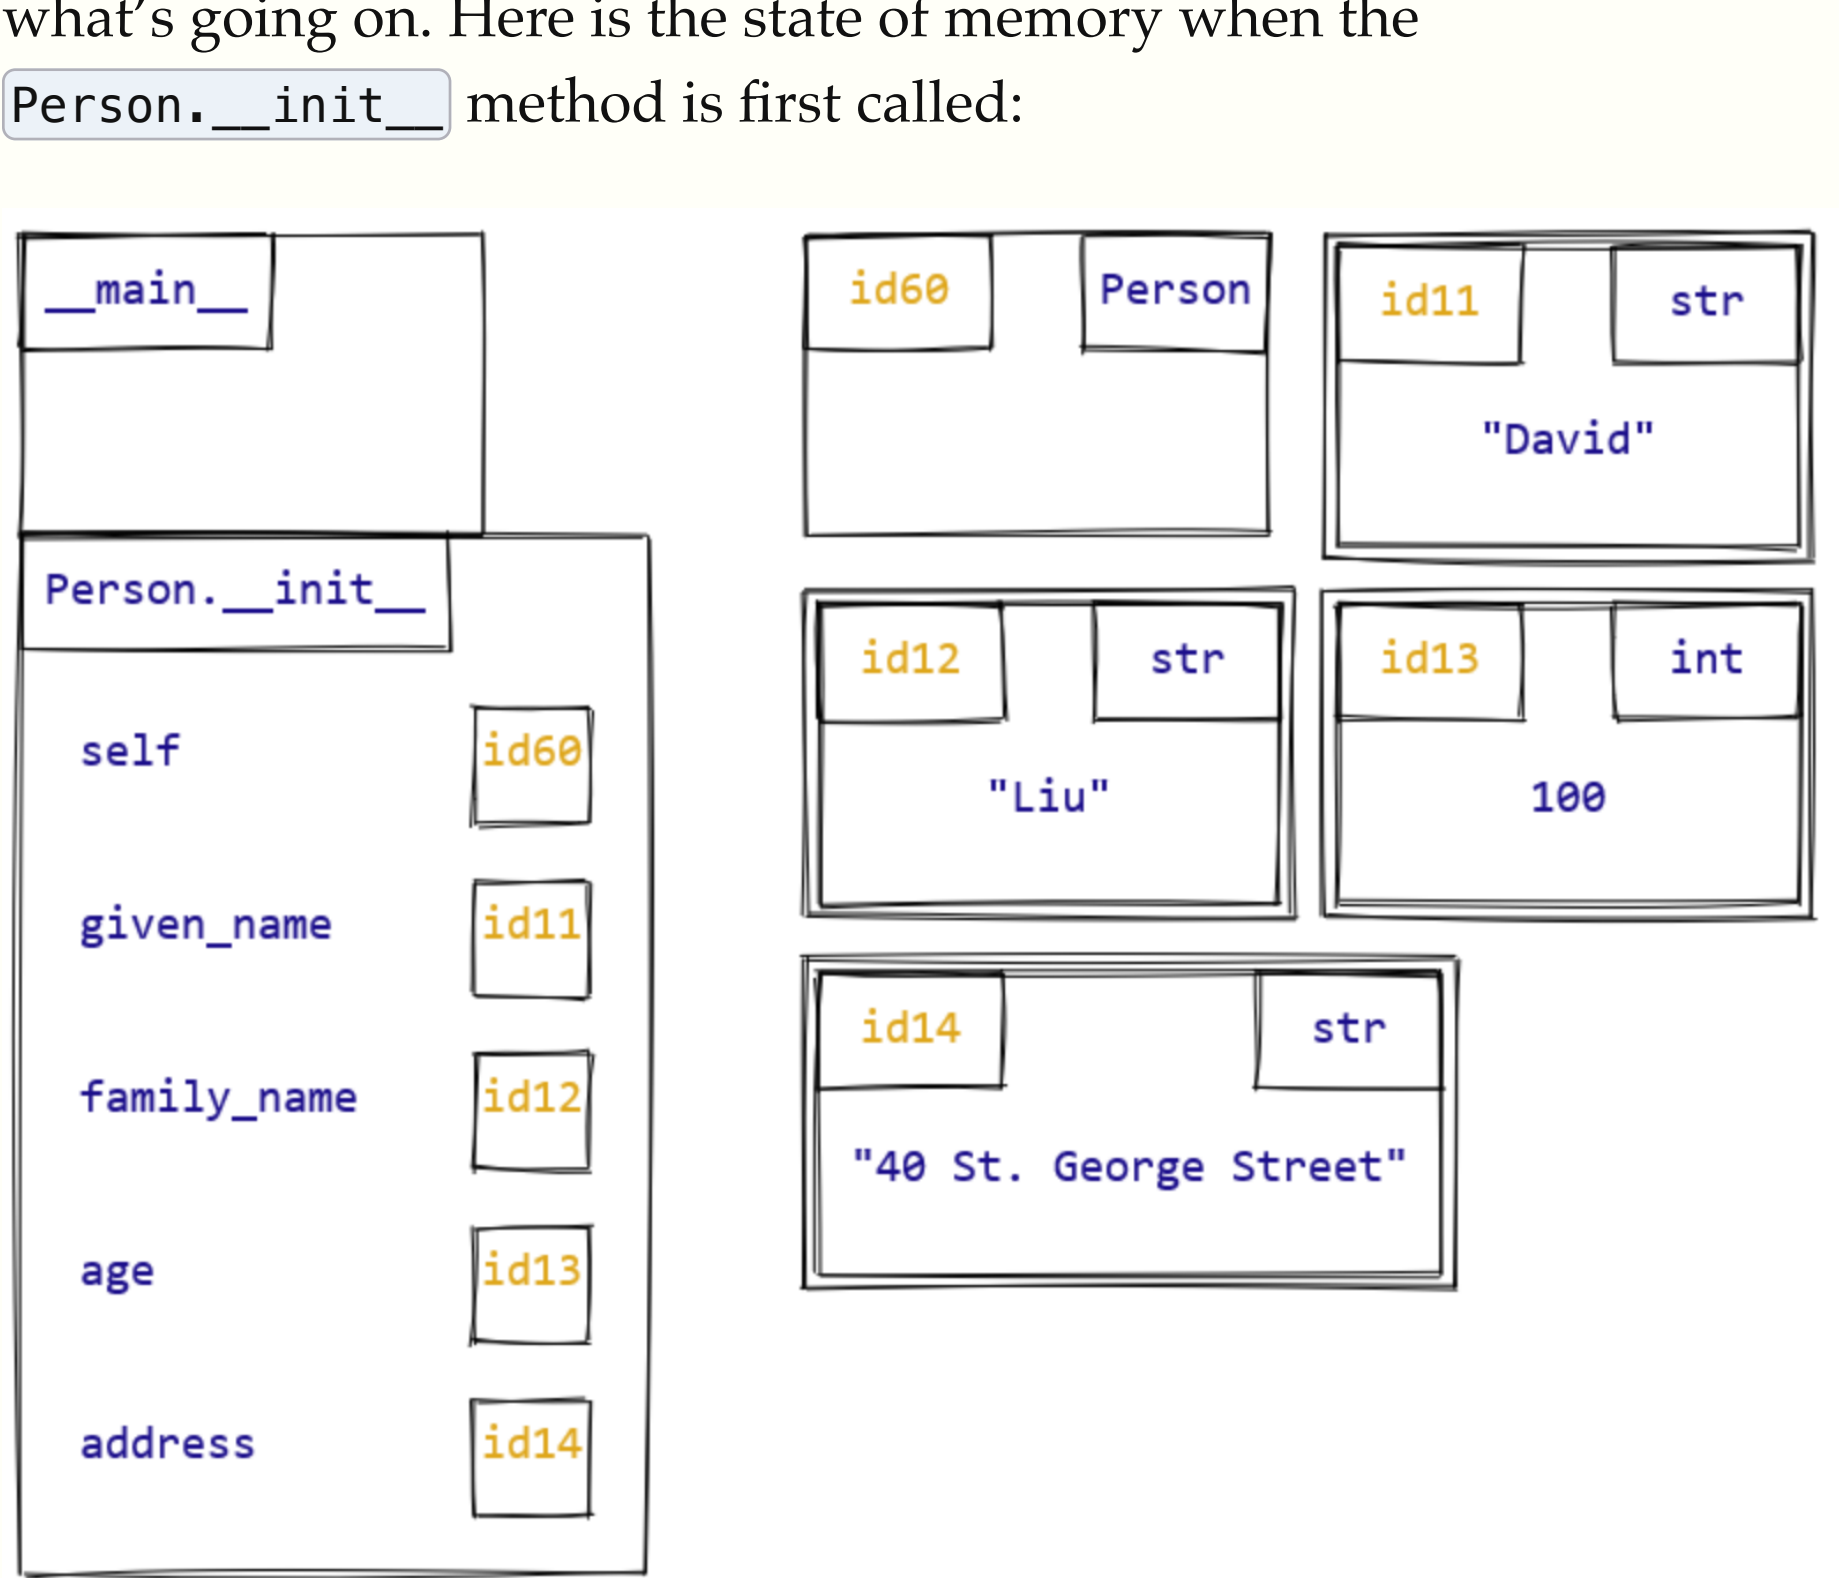 what's going on. Here is the state of memory when the
Person.__init__ method is first called:
__main__
Person.__init__
self id60
given_name id11
family_name id12
age id13
address id14
id60 Person
id11 str
"David"
id12 str
"Liu"
id13 int
100
id14 str
"40 St. George Street"